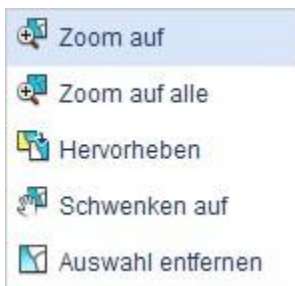 Zoom auf
Zoom auf alle
Hervorheben
Schwenken auf
Auswahl entfernen